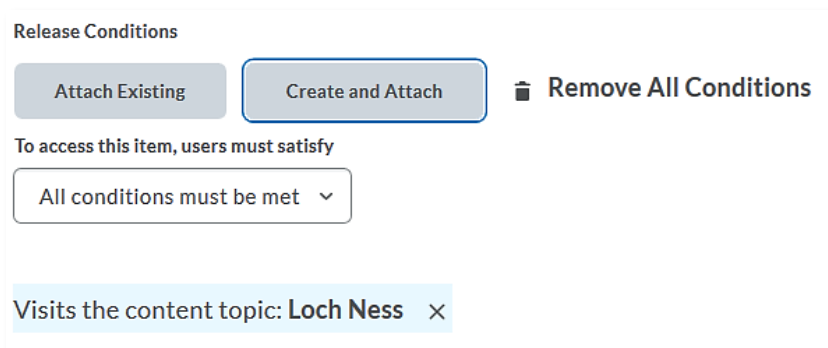 Release Conditions
Attach Existing Create and Attach Remove All Conditions
To access this item, users must satisfy
All conditions must be met
Visits the content topic: Loch Ness